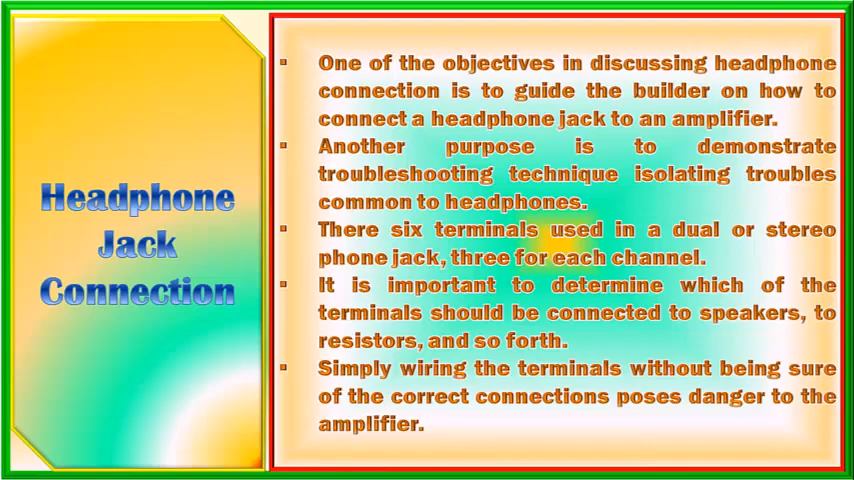 Headphone
Jack
Connection
▪ One of the objectives in discussing headphone
connection is to guide the builder on how to
connect a headphone jack to an amplifier.
▪ Another purpose is to demonstrate
troubleshooting technique isolating troubles
common to headphones.
▪ There six terminals used in a dual or stereo
phone jack, three for each channel.
▪ It is important to determine which of the
terminals should be connected to speakers, to
resistors, and so forth.
▪ Simply wiring the terminals without being sure
of the correct connections poses danger to the
amplifier.